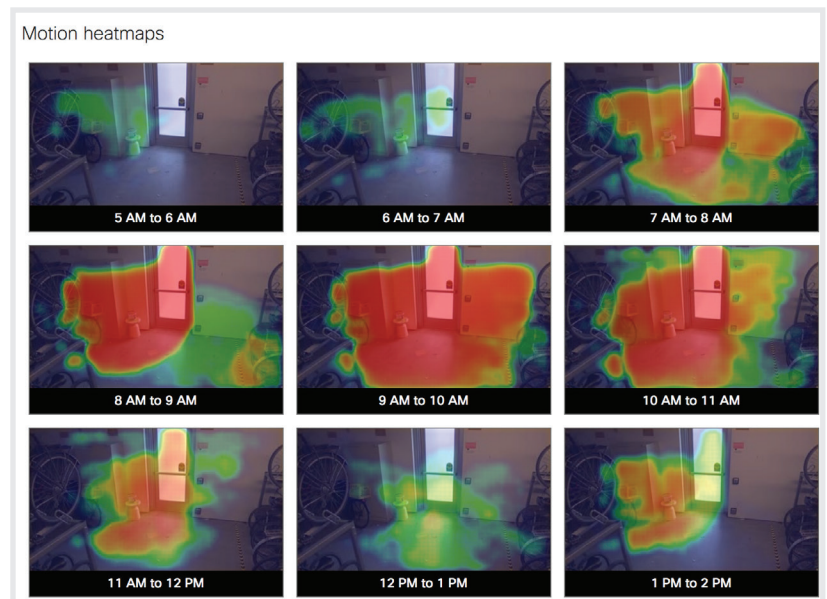 Motion heatmaps
5 AM to 6 AM
6 AM to 7 AM
7 AM to 8 AM
8 AM to 9 AM
9 AM to 10 AM
10 AM to 11 AM
11 AM to 12 PM
12 PM to 1 PM
1 PM to 2 PM